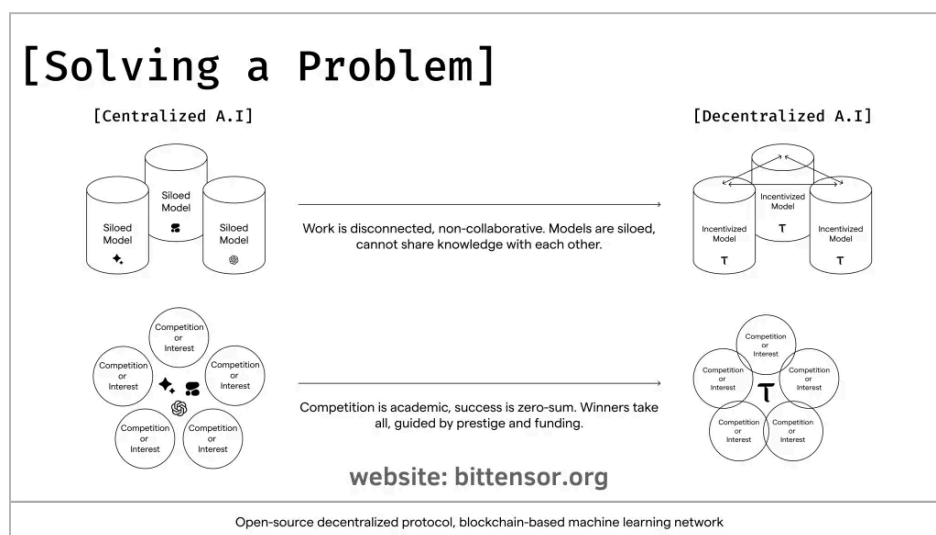 [Solving a Problem]
[Centralized A.I]
[Decentralized A.I]
Siloed
Model
Siloed
Model
Siloed
Model
Work is disconnected, non-collaborative. Models are siloed,
cannot share knowledge with each other.
Incentivized
Model
Incentivized
Model
Incentivized
Model
Competition
or
Interest
Competition
or
Interest
Competition
or
Interest
Competition
or
Interest
Competition
or
Interest
Competition is academic, success is zero-sum. Winners take
all, guided by prestige and funding.
Competition
or
Interest
Competition
or
Interest
Competition
or
Interest
Competition
or
Interest
Competition
or
Interest
website: bittensor.org
Open-source decentralized protocol, blockchain-based machine learning network